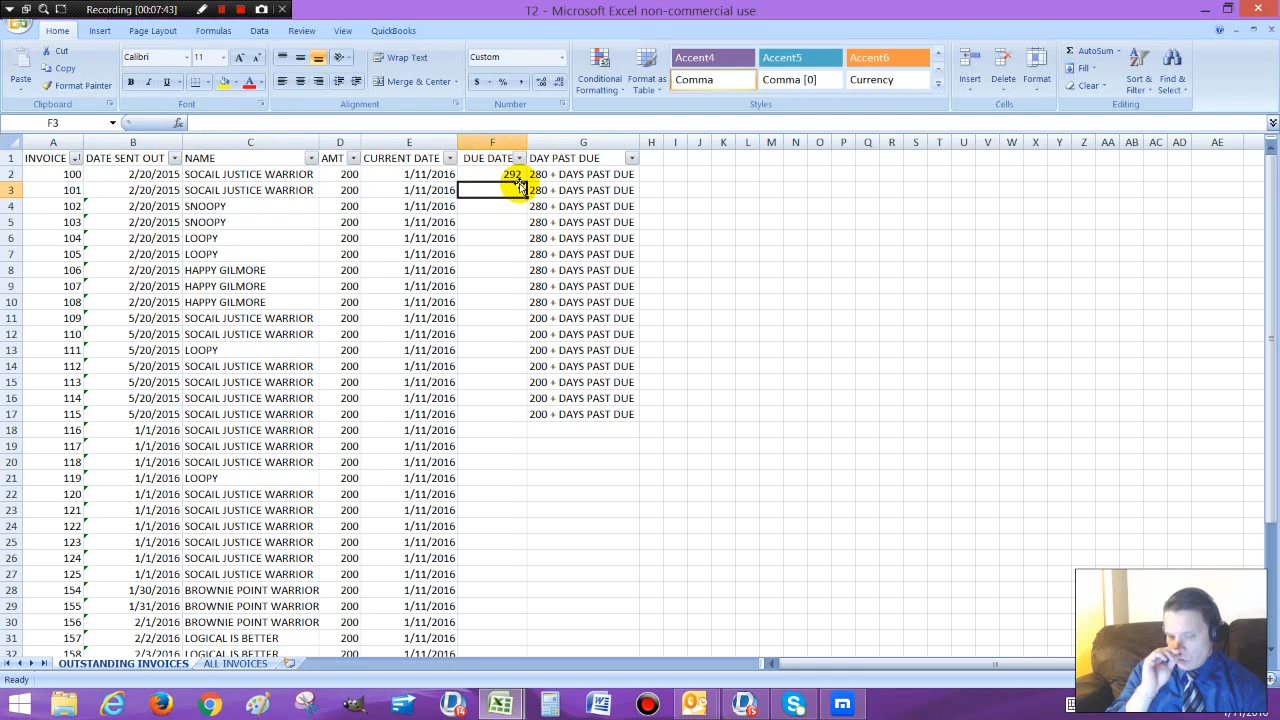 Recording [00:07:43]
T2 - Microsoft Excel non-commercial use
Home Insert Page Layout Formulas Data Review View QuickBooks
Paste Cut Copy Format Painter
Calibri 11 B I U
Wrap Text Merge & Center
Custom $ % ,
Conditional Formatting Format as Table
Accent4 Accent5 Accent6
Comma Comma [0] Currency
Insert Delete Format
Σ AutoSum Fill Clear
Sort & Filter Find & Select
Clipboard Font Alignment Number Styles Cells Editing
F3 fx
A B C D E F G H I J K L M N O P Q R S T U V W X Y Z AA AB AC AD AE
1 INVOICE DATE SENT OUT NAME AMT CURRENT DATE DUE DATE DAY PAST DUE
2 100 2/20/2015 SOCAIL JUSTICE WARRIOR 200 1/11/2016 292 280 + DAYS PAST DUE
3 101 2/20/2015 SOCAIL JUSTICE WARRIOR 200 1/11/2016 280 + DAYS PAST DUE
4 102 2/20/2015 SNOOPY 200 1/11/2016 280 + DAYS PAST DUE
5 103 2/20/2015 SNOOPY 200 1/11/2016 280 + DAYS PAST DUE
6 104 2/20/2015 LOOPY 200 1/11/2016 280 + DAYS PAST DUE
7 105 2/20/2015 LOOPY 200 1/11/2016 280 + DAYS PAST DUE
8 106 2/20/2015 HAPPY GILMORE 200 1/11/2016 280 + DAYS PAST DUE
9 107 2/20/2015 HAPPY GILMORE 200 1/11/2016 280 + DAYS PAST DUE
10 108 2/20/2015 HAPPY GILMORE 200 1/11/2016 280 + DAYS PAST DUE
11 109 5/20/2015 SOCAIL JUSTICE WARRIOR 200 1/11/2016 200 + DAYS PAST DUE
12 110 5/20/2015 SOCAIL JUSTICE WARRIOR 200 1/11/2016 200 + DAYS PAST DUE
13 111 5/20/2015 LOOPY 200 1/11/2016 200 + DAYS PAST DUE
14 112 5/20/2015 SOCAIL JUSTICE WARRIOR 200 1/11/2016 200 + DAYS PAST DUE
15 113 5/20/2015 SOCAIL JUSTICE WARRIOR 200 1/11/2016 200 + DAYS PAST DUE
16 114 5/20/2015 SOCAIL JUSTICE WARRIOR 200 1/11/2016 200 + DAYS PAST DUE
17 115 5/20/2015 SOCAIL JUSTICE WARRIOR 200 1/11/2016 200 + DAYS PAST DUE
18 116 1/1/2016 SOCAIL JUSTICE WARRIOR 200 1/11/2016
19 117 1/1/2016 SOCAIL JUSTICE WARRIOR 200 1/11/2016
20 118 1/1/2016 SOCAIL JUSTICE WARRIOR 200 1/11/2016
21 119 1/1/2016 LOOPY 200 1/11/2016
22 120 1/1/2016 SOCAIL JUSTICE WARRIOR 200 1/11/2016
23 121 1/1/2016 SOCAIL JUSTICE WARRIOR 200 1/11/2016
24 122 1/1/2016 SOCAIL JUSTICE WARRIOR 200 1/11/2016
25 123 1/1/2016 SOCAIL JUSTICE WARRIOR 200 1/11/2016
26 124 1/1/2016 SOCAIL JUSTICE WARRIOR 200 1/11/2016
27 125 1/1/2016 SOCAIL JUSTICE WARRIOR 200 1/11/2016
28 154 1/30/2016 BROWNIE POINT WARRIOR 200 1/11/2016
29 155 1/31/2016 BROWNIE POINT WARRIOR 200 1/11/2016
30 156 2/1/2016 BROWNIE POINT WARRIOR 200 1/11/2016
31 157 2/2/2016 LOGICAL IS BETTER 200 1/11/2016
32 158 2/3/2016 LOGICAL IS BETTER 200 1/11/2016
OUTSTANDING INVOICES ALL INVOICES
Ready
14 15
1/11/2016